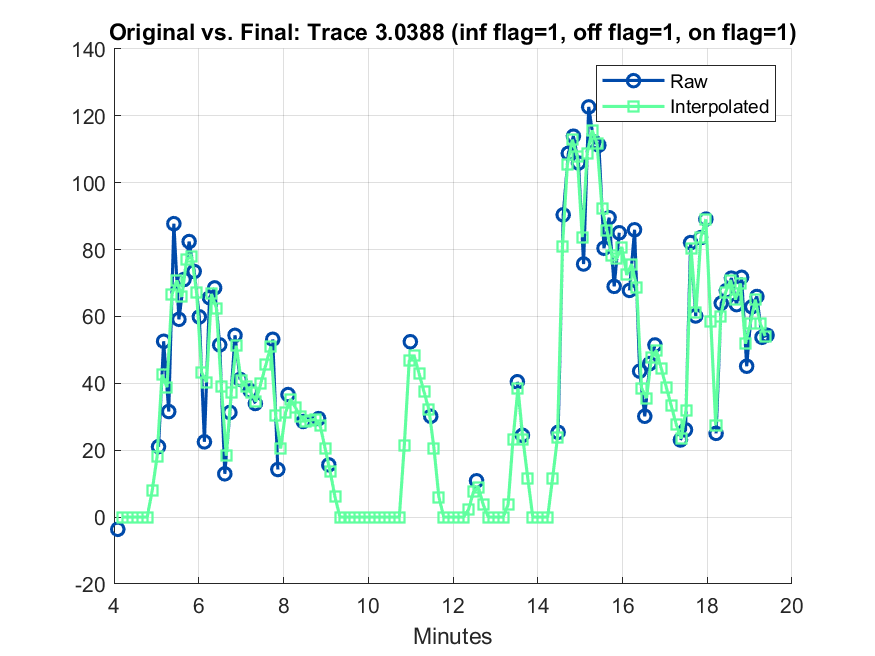 Original vs. Final: Trace 3.0388 (inf flag=1, off flag=1, on flag=1)
140
120
100
80
60
40
20
0
-20
Raw
Interpolated
4 6 8 10 12 14 16 18 20
Minutes